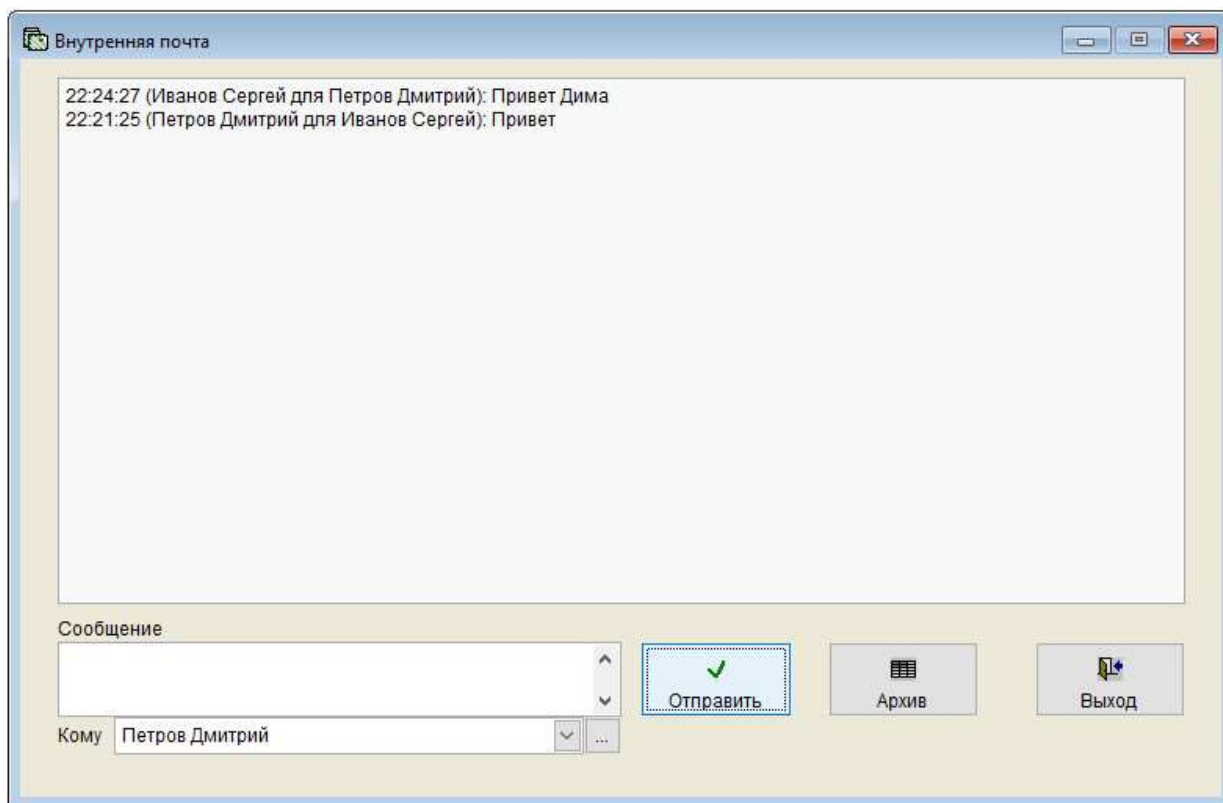 Внутренняя почта
22:24:27 (Иванов Сергей для Петров Дмитрий): Привет Дима
22:21:25 (Петров Дмитрий для Иванов Сергей): Привет
Сообщение
Отправить
Архив
Выход
Кому Петров Дмитрий ...